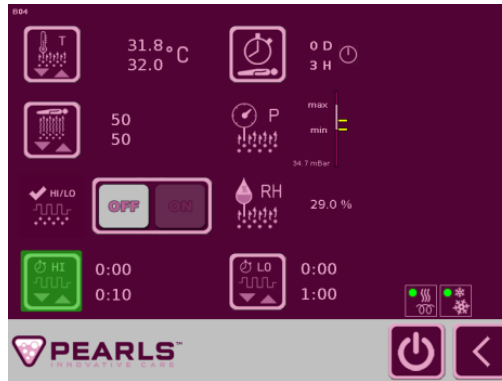 B04
T
31.8 °C
32.0
0 D
3 H
50
50
P
max
min
34.7 mBar
HI/LO
OFF ON
RH
29.0 %
HI
0:00
0:10
LO
0:00
1:00
PEARLS™
INNOVATIVE CARE